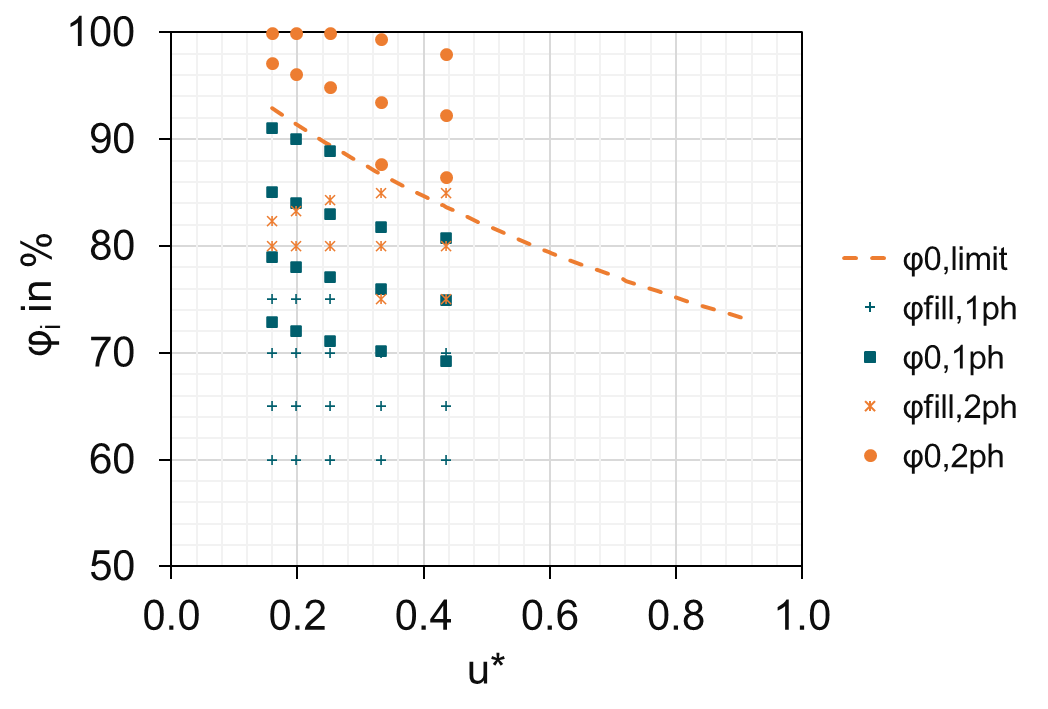 100
90
80
70
60
50
φi in %
0.0 0.2 0.4 0.6 0.8 1.0
u*
φ0,limit
φfill,1ph
φ0,1ph
φfill,2ph
φ0,2ph